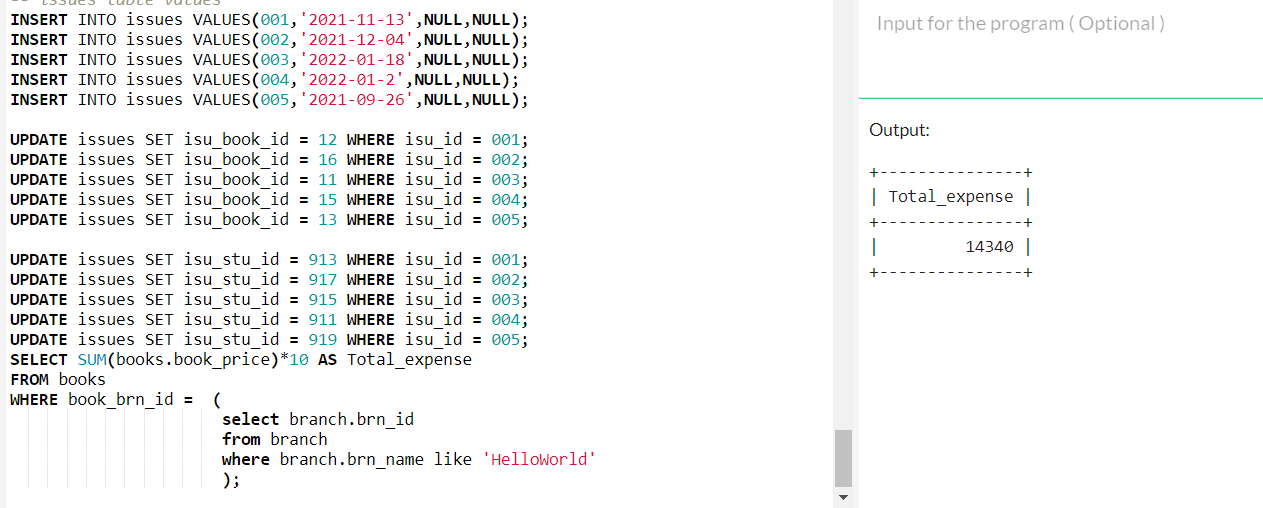 -- issues table values
INSERT INTO issues VALUES(001,'2021-11-13',NULL,NULL);
INSERT INTO issues VALUES(002,'2021-12-04',NULL,NULL);
INSERT INTO issues VALUES(003,'2022-01-18',NULL,NULL);
INSERT INTO issues VALUES(004,'2022-01-2',NULL,NULL);
INSERT INTO issues VALUES(005,'2021-09-26',NULL,NULL);
UPDATE issues SET isu_book_id = 12 WHERE isu_id = 001;
UPDATE issues SET isu_book_id = 16 WHERE isu_id = 002;
UPDATE issues SET isu_book_id = 11 WHERE isu_id = 003;
UPDATE issues SET isu_book_id = 15 WHERE isu_id = 004;
UPDATE issues SET isu_book_id = 13 WHERE isu_id = 005;
UPDATE issues SET isu_stu_id = 913 WHERE isu_id = 001;
UPDATE issues SET isu_stu_id = 917 WHERE isu_id = 002;
UPDATE issues SET isu_stu_id = 915 WHERE isu_id = 003;
UPDATE issues SET isu_stu_id = 911 WHERE isu_id = 004;
UPDATE issues SET isu_stu_id = 919 WHERE isu_id = 005;
SELECT SUM(books.book_price)*10 AS Total_expense
FROM books
WHERE book_brn_id = (
select branch.brn_id
from branch
where branch.brn_name like 'HelloWorld'
);
Input for the program ( Optional )
Output:
+---------------+
| Total_expense |
+---------------+
|         14340 |
+---------------+